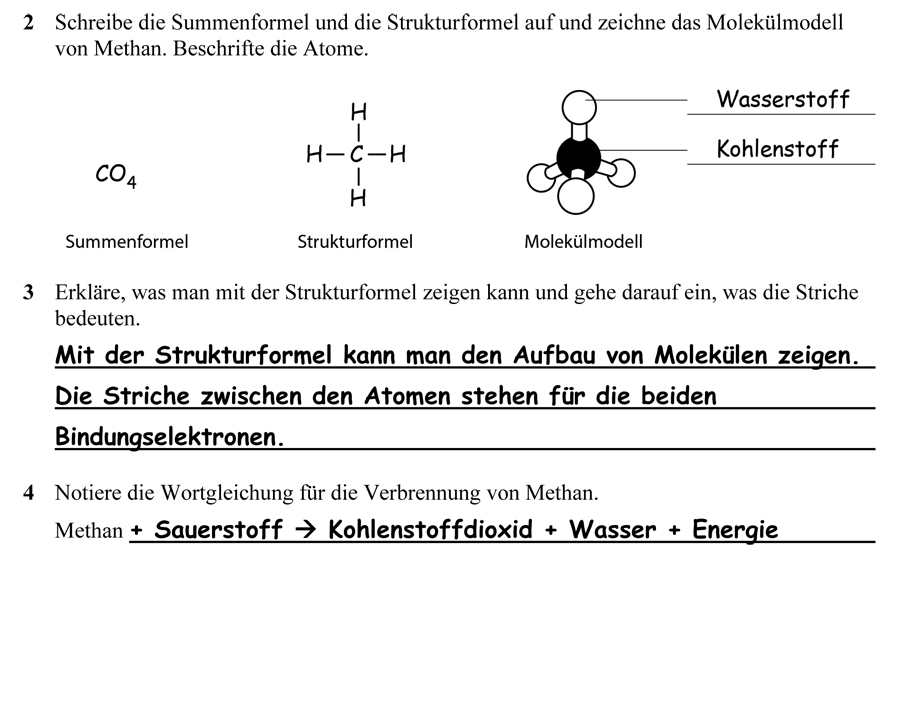 2 Schreibe die Summenformel und die Strukturformel auf und zeichne das Molekülmodell
von Methan. Beschrifte die Atome.
Wasserstoff
H
H–C–H
H
Kohlenstoff
CO₄
Summenformel
Strukturformel
Molekülmodell
3 Erkläre, was man mit der Strukturformel zeigen kann und gehe darauf ein, was die Striche
bedeuten.
Mit der Strukturformel kann man den Aufbau von Molekülen zeigen.
Die Striche zwischen den Atomen stehen für die beiden
Bindungselektronen.
4 Notiere die Wortgleichung für die Verbrennung von Methan.
Methan + Sauerstoff → Kohlenstoffdioxid + Wasser + Energie